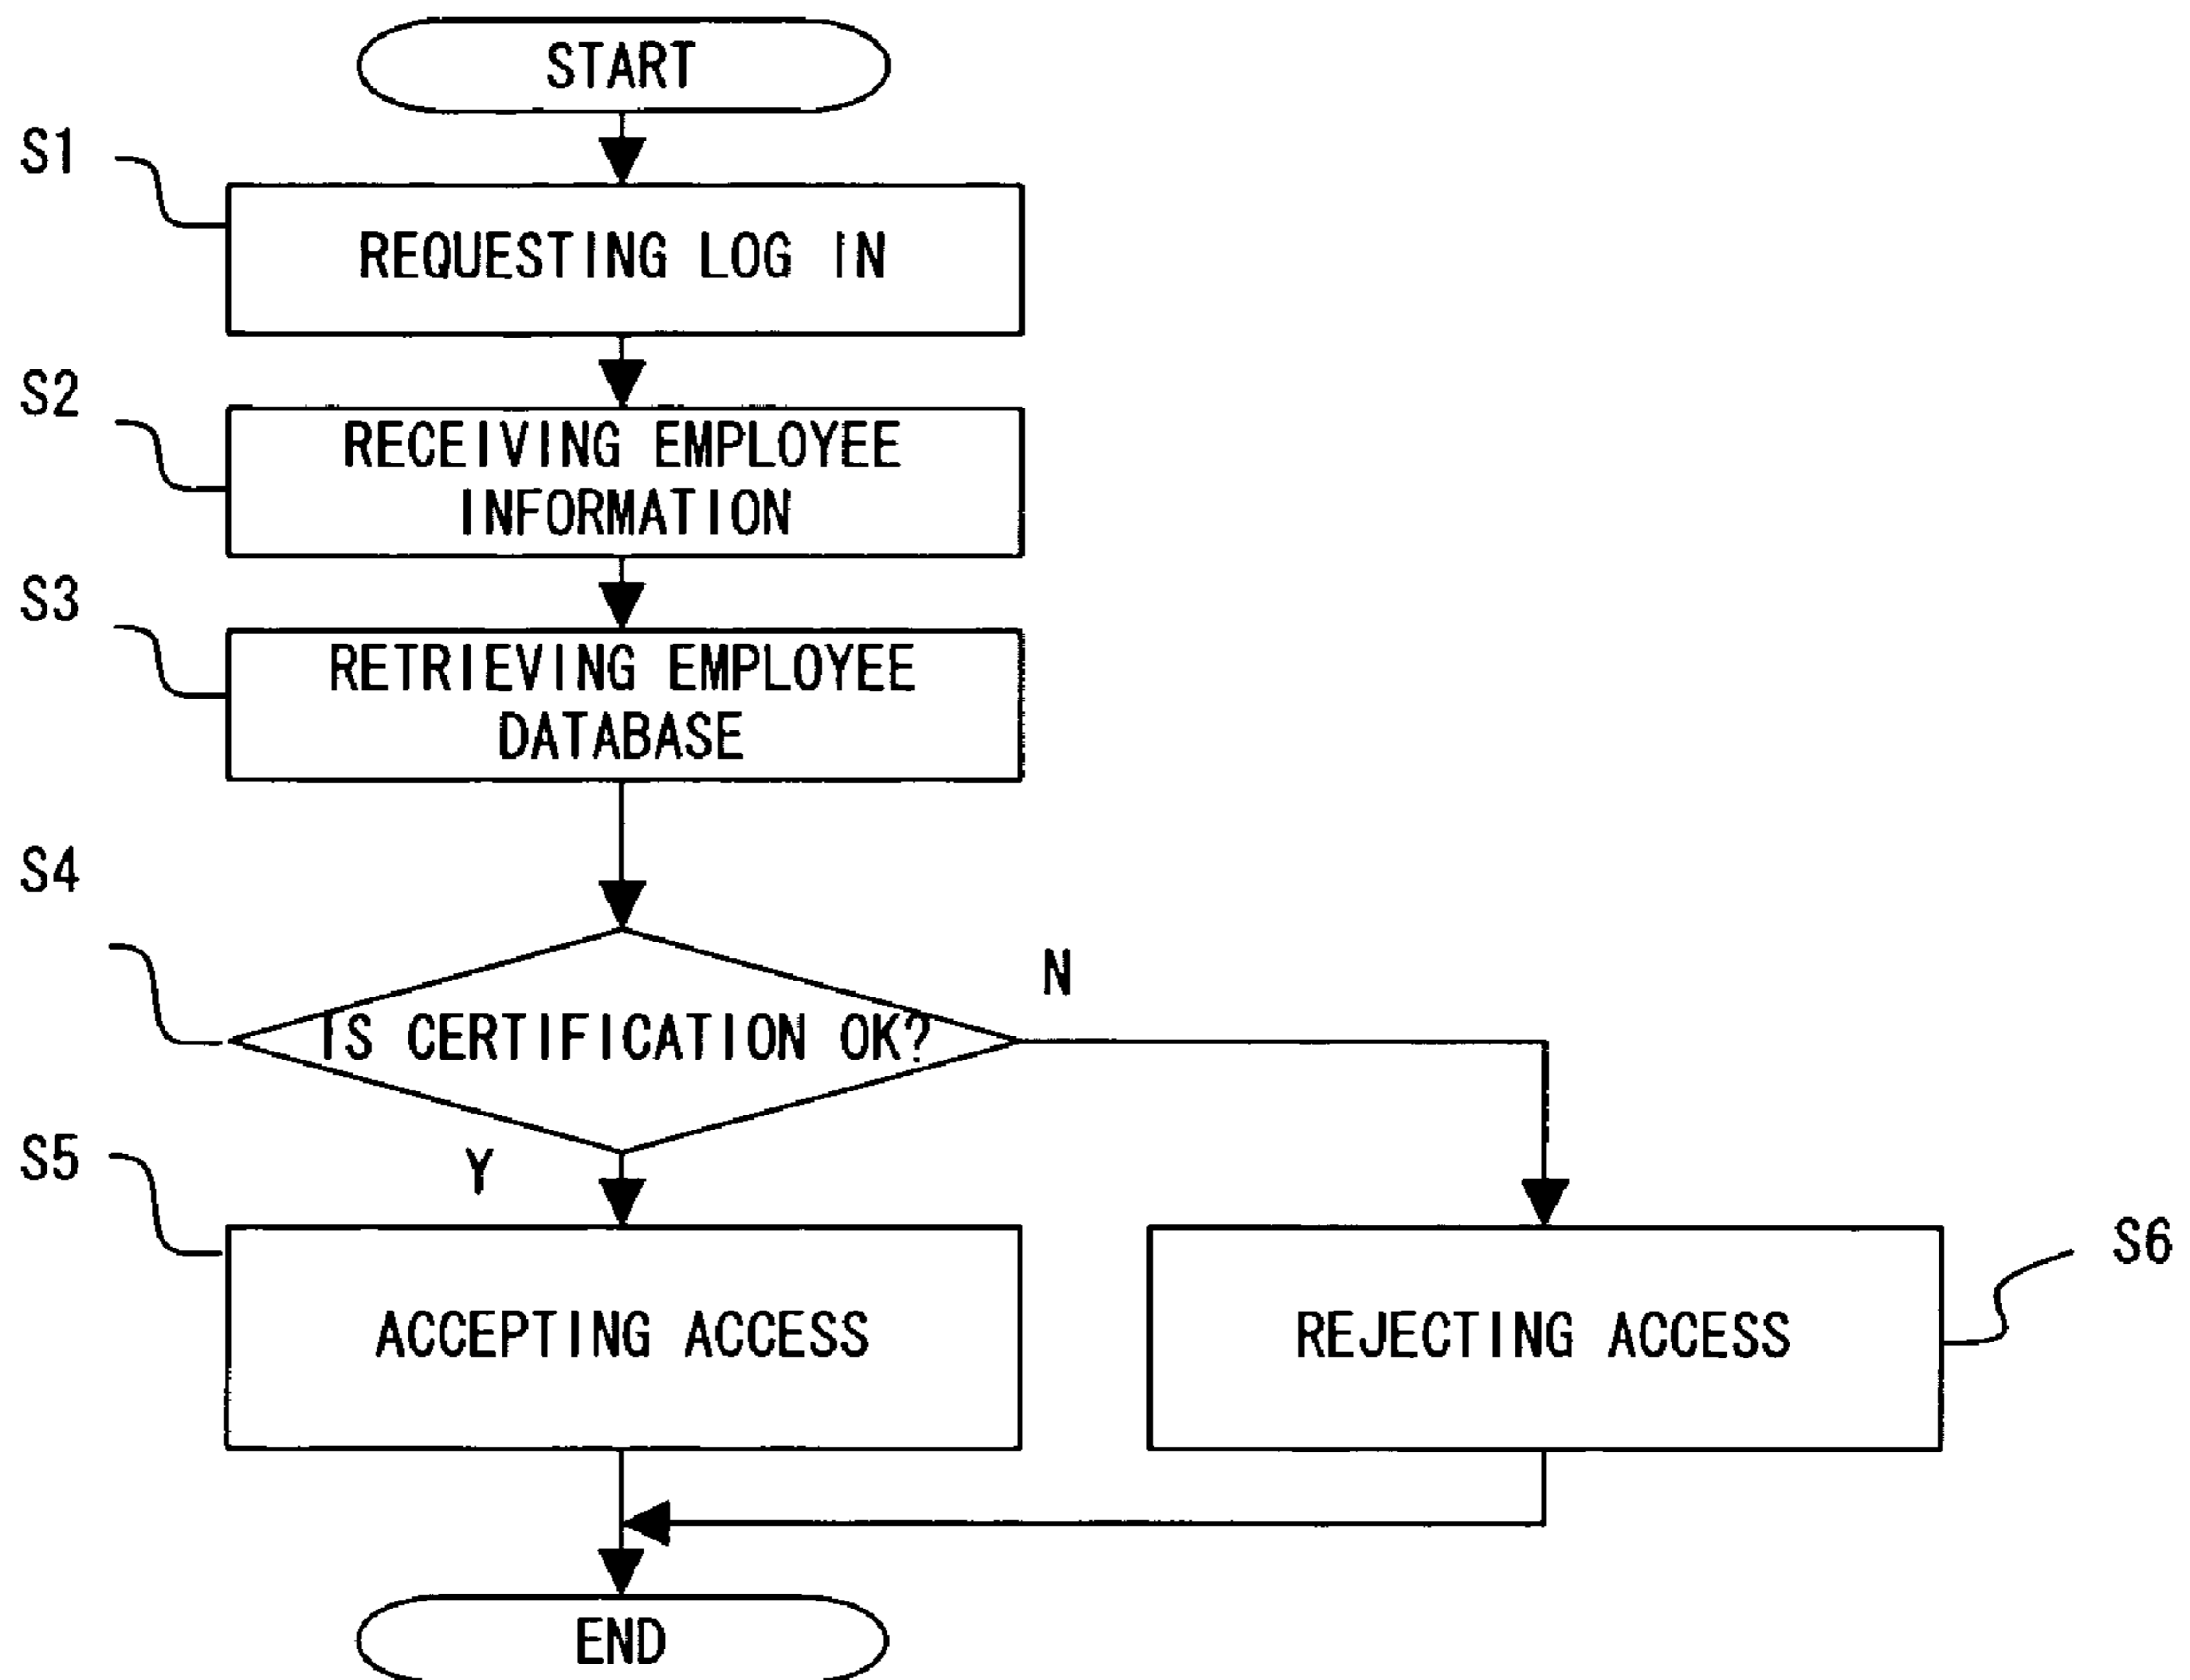 START
S1
REQUESTING LOG IN
S2
RECEIVING EMPLOYEE
INFORMATION
S3
RETRIEVING EMPLOYEE
DATABASE
S4
N
IS CERTIFICATION OK?
Y
S5
S6
ACCEPTING ACCESS
REJECTING ACCESS
END